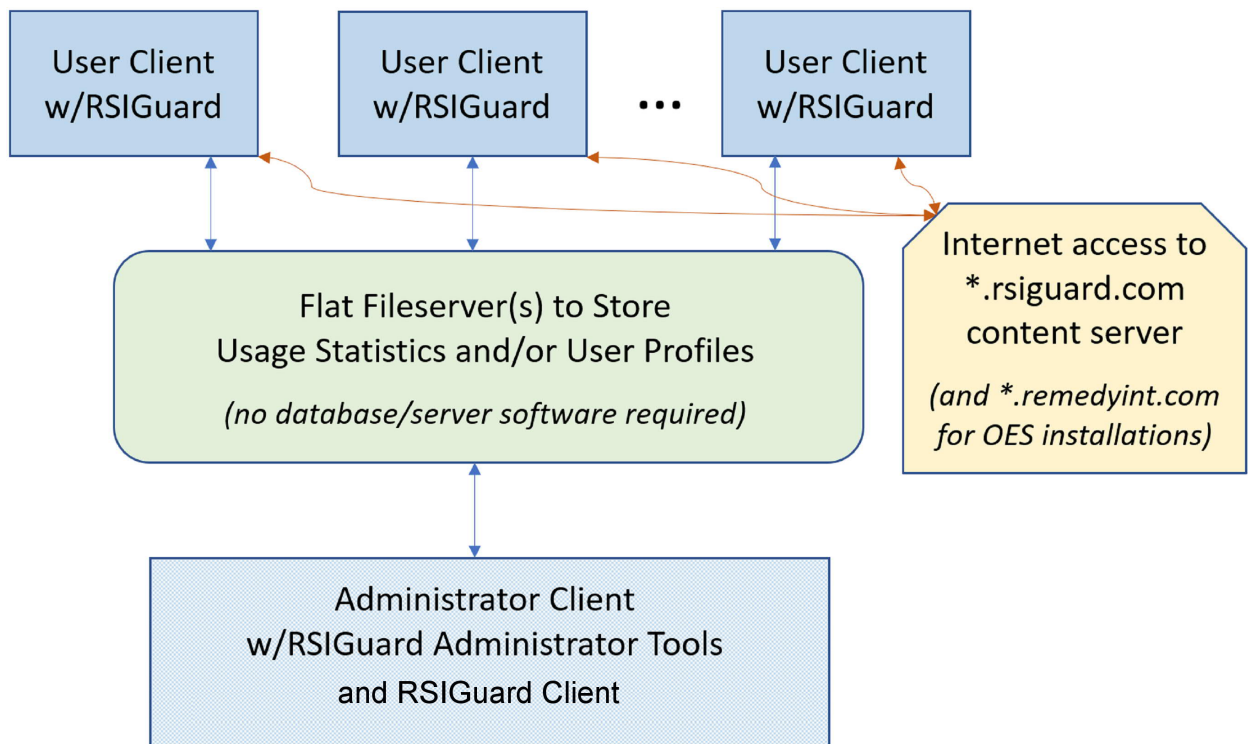 User Client
w/RSIGuard
User Client
w/RSIGuard
...
User Client
w/RSIGuard
Internet access to
*.rsiguard.com
content server
(and *.remedyint.com
for OES installations)
Flat Fileserver(s) to Store
Usage Statistics and/or User Profiles
(no database/server software required)
Administrator Client
w/RSIGuard Administrator Tools
and RSIGuard Client